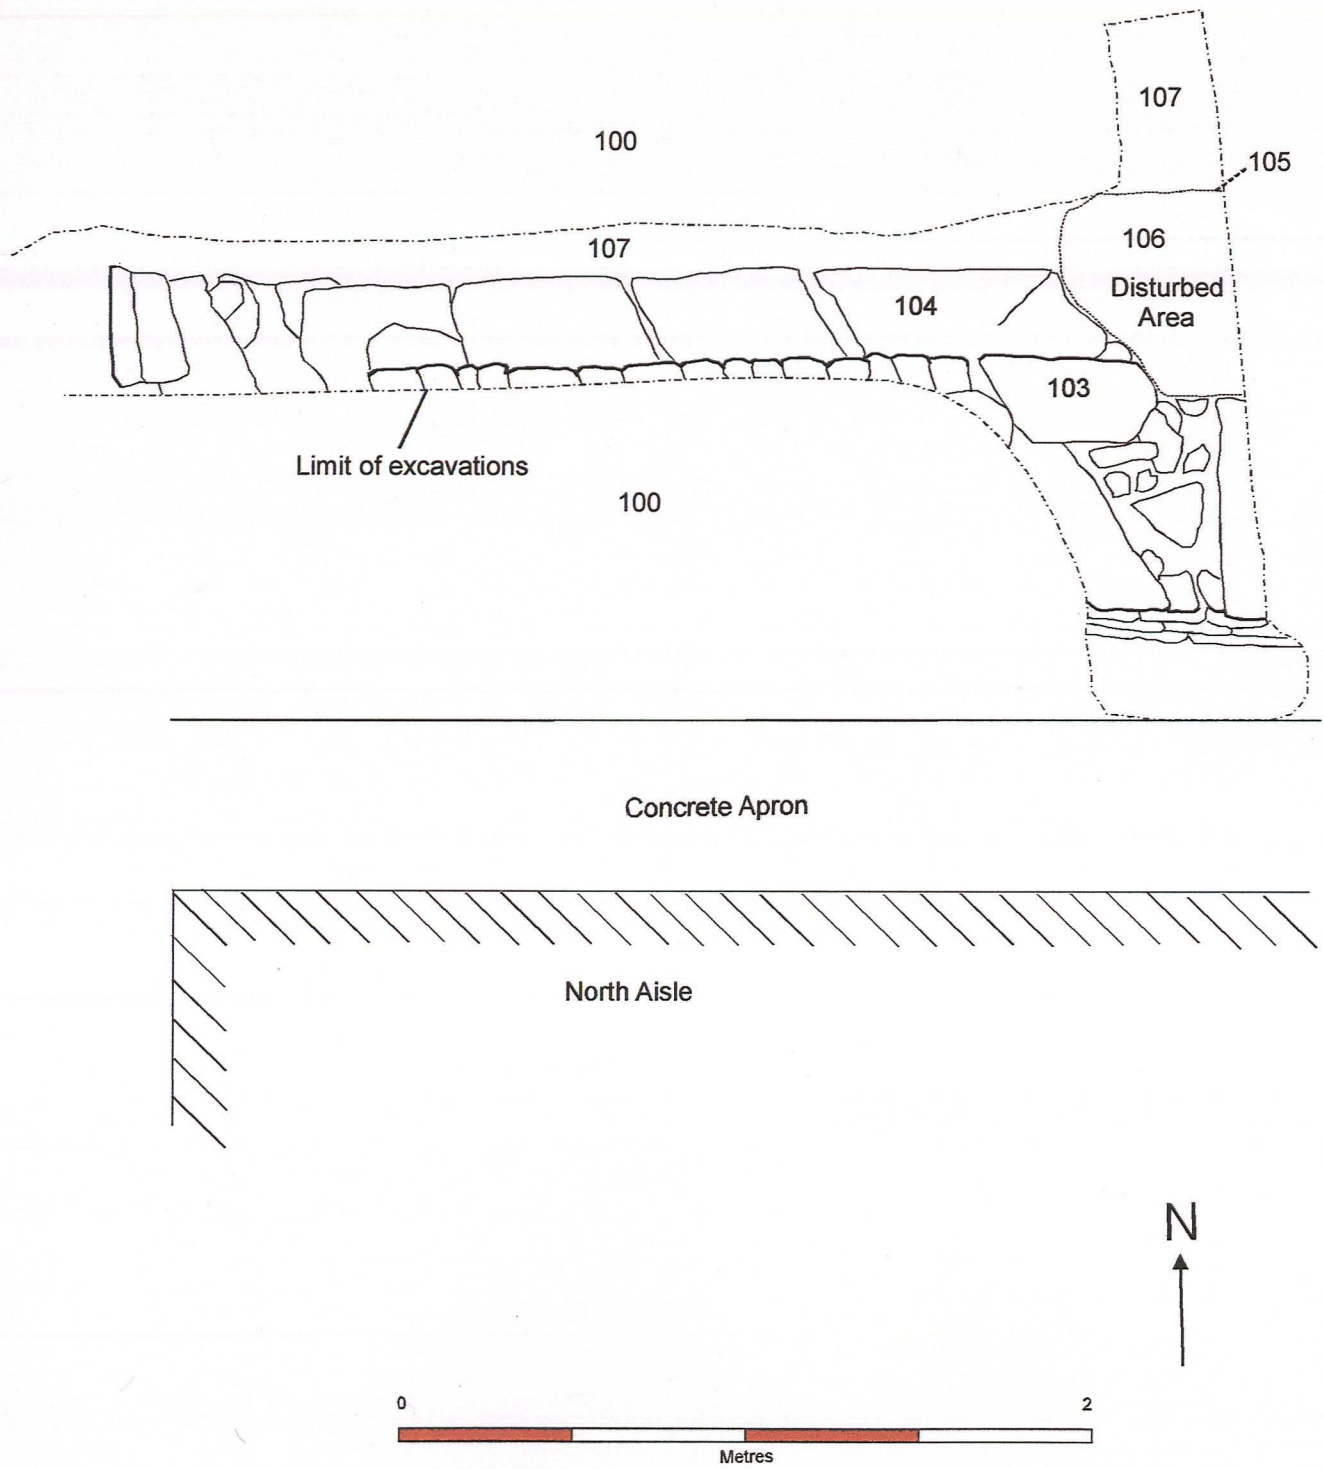 107
100
105
107
106
Disturbed
Area
104
103
Limit of excavations
100
Concrete Apron
North Aisle
N
0
2
Metres